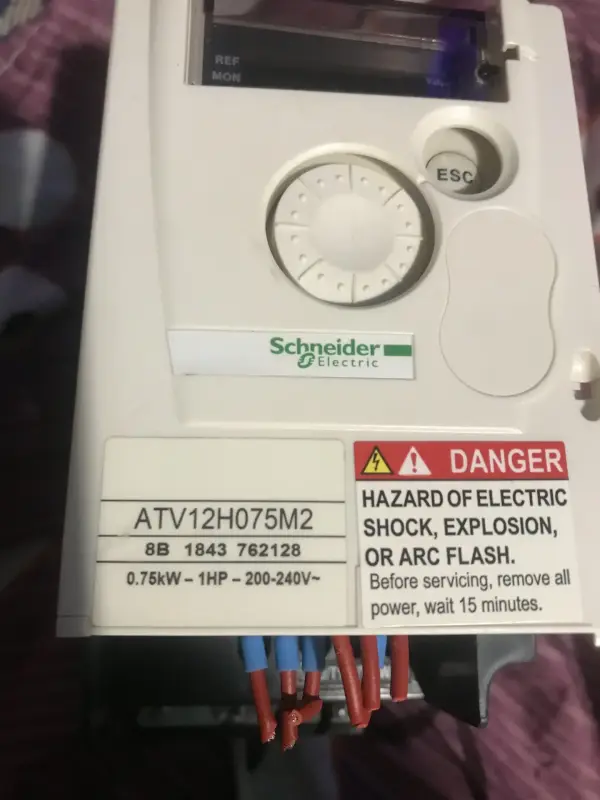 REF
MON
ESC
Schneider
Electric
ATV12H075M2
8B 1843 762128
0.75kW – 1HP – 200-240V~
DANGER
HAZARD OF ELECTRIC
SHOCK, EXPLOSION,
OR ARC FLASH.
Before servicing, remove all
power, wait 15 minutes.